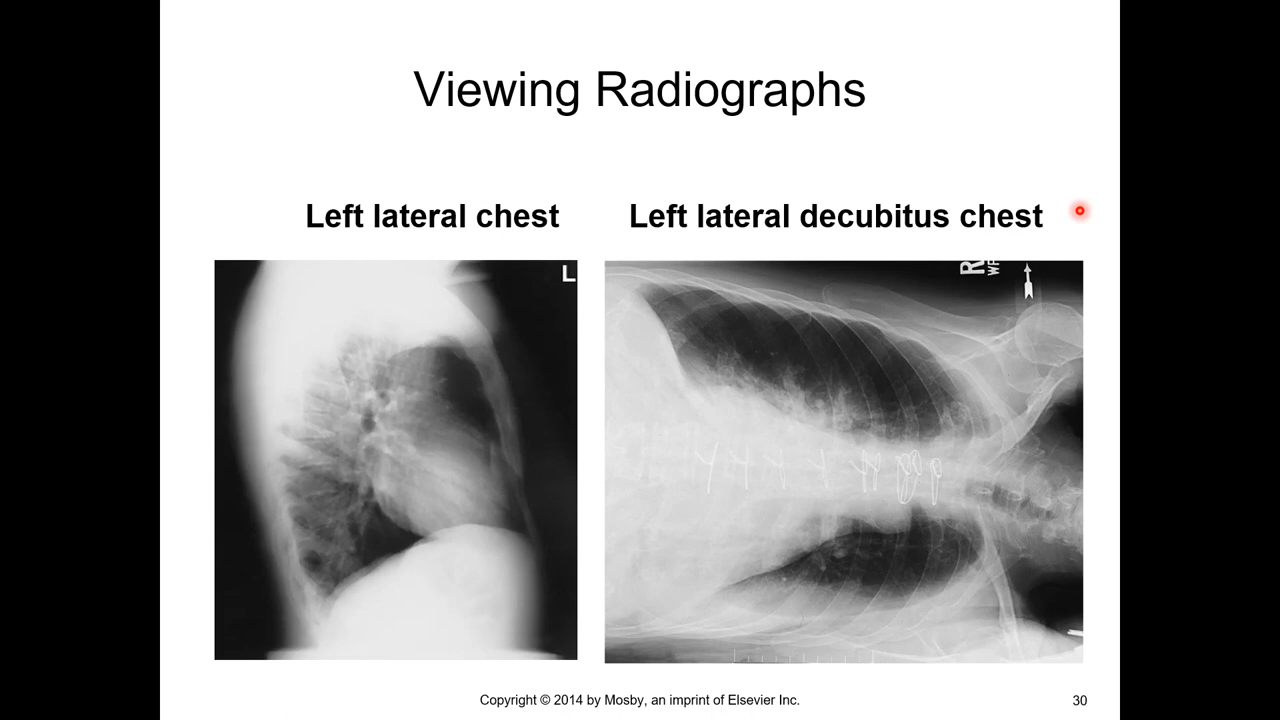 Viewing Radiographs
Left lateral chest
Left lateral decubitus chest
L
R
Copyright © 2014 by Mosby, an imprint of Elsevier Inc.
30